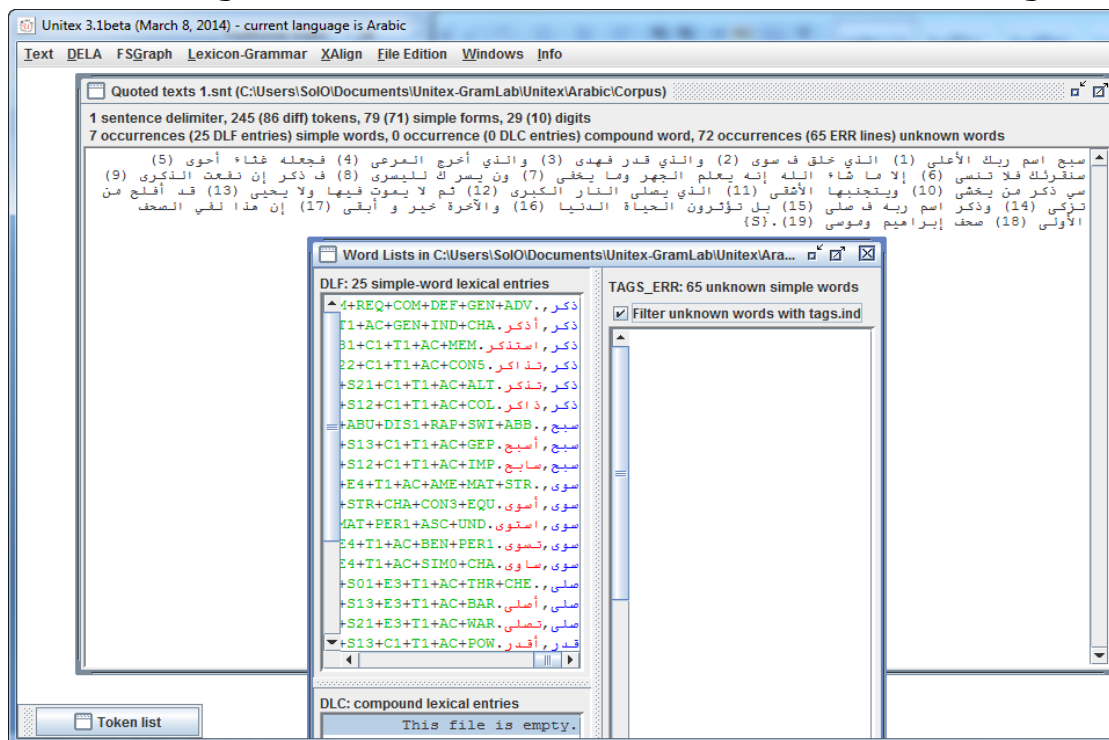 Unitex 3.1beta (March 8, 2014) - current language is Arabic
Text DELA FSGraph Lexicon-Grammar XAlign File Edition Windows Info
Quoted texts 1.snt (C:\Users\SolO\Documents\Unitex-GramLab\Unitex\Arabic\Corpus)
1 sentence delimiter, 245 (86 diff) tokens, 79 (71) simple forms, 29 (10) digits
7 occurrences (25 DLF entries) simple words, 0 occurrence (0 DLC entries) compound word, 72 occurrences (65 ERR lines) unknown words
سبح اسم ربك الأعلى (1) الذي خلق ف سوى (2) والذي قدر فهدى (3) والذي أخرج المرعى (4) فجعله غثاء أحوى (5)
سنقرئك فلا تنسى (6) إلا ما شاء الله إنه يعلم الجهر وما يخفى (7) ون يسر ك لليسرى (8) ف ذكر إن نفعت الذكرى (9)
سي ذكر من يخشى (10) ويتجنبها الأشقى (11) الذي يصلى النار الكبرى (12) ثم لا يموت فيها ولا يحيى (13) قد أفلح من
تزكى (14) وذكر اسم ربه ف صلى (15) بل تؤثرون الحياة الدنيا (16) والآخرة خير و أبقى (17) إن هذا لفي الصحف
الأولى (18) صحف إبراهيم وموسى (19).{S}
Word Lists in C:\Users\SolO\Documents\Unitex-GramLab\Unitex\Ara...
DLF: 25 simple-word lexical entries
ذكر,.M+REQ+COM+DEF+GEN+ADV
ذكر,أذكر.T1+AC+GEN+IND+CHA
ذكر,استذكر.31+C1+T1+AC+MEM
ذكر,تذاكر.22+C1+T1+AC+CON5
ذكر,تذكر.+S21+C1+T1+AC+ALT
ذكر,ذاكر.+S12+C1+T1+AC+COL
سبح,.+ABU+DIS1+RAP+SWI+ABB
سبح,أسبح.+S13+C1+T1+AC+GEP
سبح,سابح.+S12+C1+T1+AC+IMP
سوى,.+E4+T1+AC+AME+MAT+STR
سوى,أسوى.+STR+CHA+CON3+EQU
سوى,استوى.MAT+PER1+ASC+UND
سوى,تسوى.E4+T1+AC+BEN+PER1
سوى,ساوى.E4+T1+AC+SIM0+CHA
صلى,.+S01+E3+T1+AC+THR+CHE
صلى,أصلى.+S13+E3+T1+AC+BAR
صلى,تصلى.+S21+E3+T1+AC+WAR
قدر,أقدر.+S13+C1+T1+AC+POW
TAGS_ERR: 65 unknown simple words
Filter unknown words with tags.ind
DLC: compound lexical entries
This file is empty.
Token list